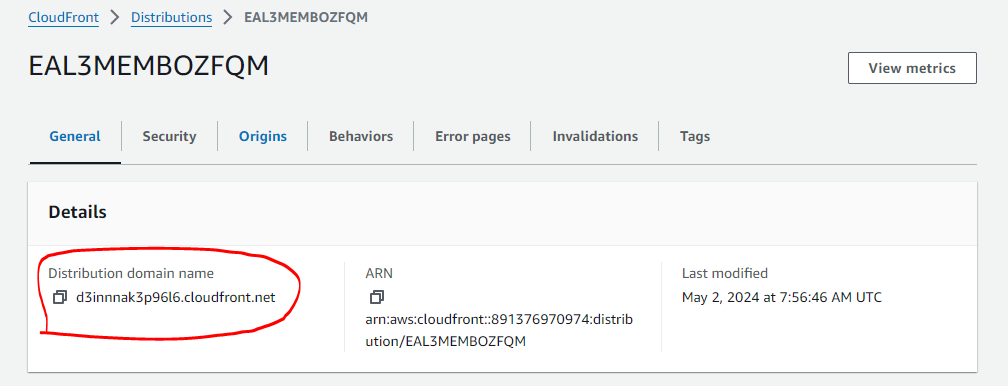 CloudFront > Distributions > EAL3MEMBOZFQM
EAL3MEMBOZFQM
View metrics
General Security Origins Behaviors Error pages Invalidations Tags
Details
Distribution domain name
d3innnak3p96l6.cloudfront.net
ARN
arn:aws:cloudfront::891376970974:distrib
ution/EAL3MEMBOZFQM
Last modified
May 2, 2024 at 7:56:46 AM UTC